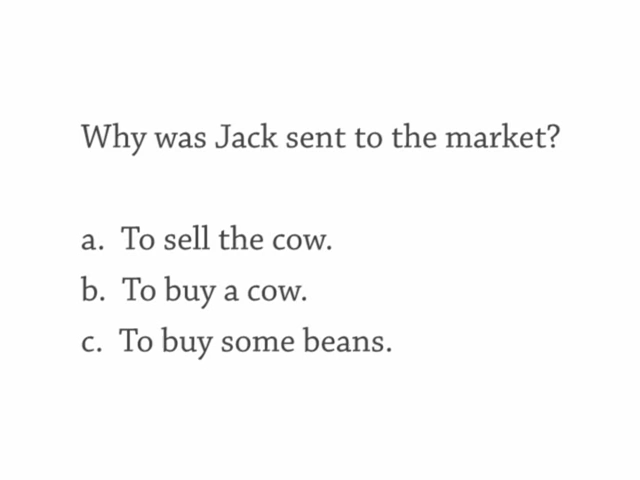 Why was Jack sent to the market?
a. To sell the cow.
b. To buy a cow.
c. To buy some beans.